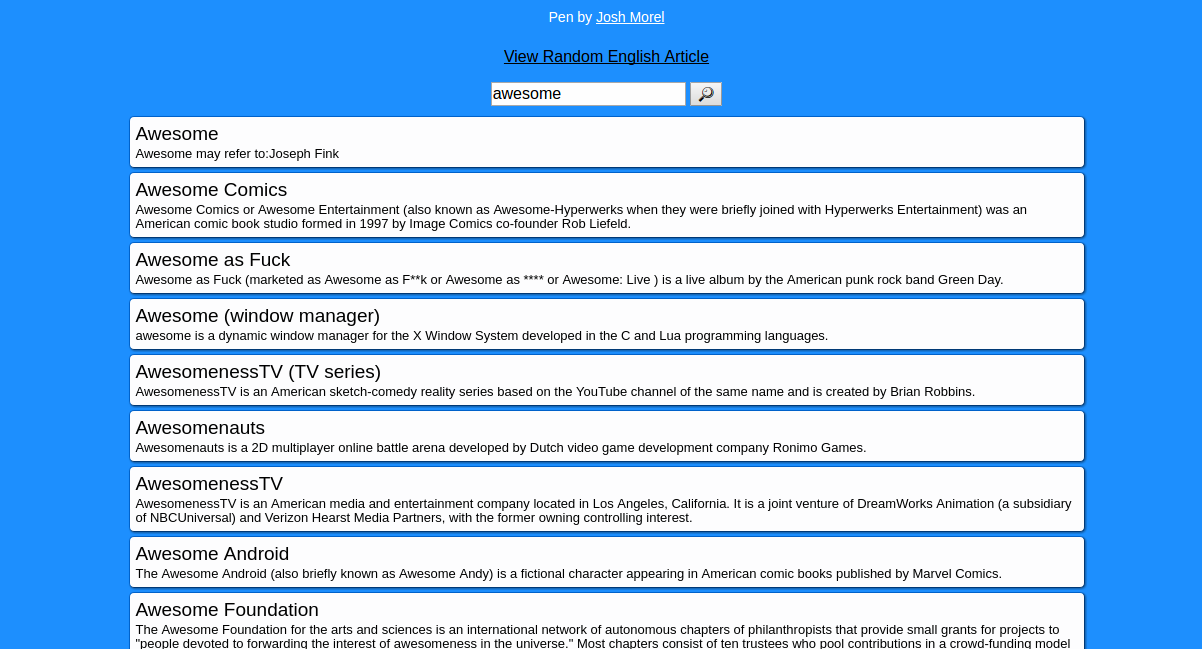 Pen by Josh Morel
View Random English Article
awesome
Awesome
Awesome may refer to:Joseph Fink
Awesome Comics
Awesome Comics or Awesome Entertainment (also known as Awesome-Hyperwerks when they were briefly joined with Hyperwerks Entertainment) was an
American comic book studio formed in 1997 by Image Comics co-founder Rob Liefeld.
Awesome as Fuck
Awesome as Fuck (marketed as Awesome as F**k or Awesome as **** or Awesome: Live ) is a live album by the American punk rock band Green Day.
Awesome (window manager)
awesome is a dynamic window manager for the X Window System developed in the C and Lua programming languages.
AwesomenessTV (TV series)
AwesomenessTV is an American sketch-comedy reality series based on the YouTube channel of the same name and is created by Brian Robbins.
Awesomenauts
Awesomenauts is a 2D multiplayer online battle arena developed by Dutch video game development company Ronimo Games.
AwesomenessTV
AwesomenessTV is an American media and entertainment company located in Los Angeles, California. It is a joint venture of DreamWorks Animation (a subsidiary
of NBCUniversal) and Verizon Hearst Media Partners, with the former owning controlling interest.
Awesome Android
The Awesome Android (also briefly known as Awesome Andy) is a fictional character appearing in American comic books published by Marvel Comics.
Awesome Foundation
The Awesome Foundation for the arts and sciences is an international network of autonomous chapters of philanthropists that provide small grants for projects to
"people devoted to forwarding the interest of awesomeness in the universe." Most chapters consist of ten trustees who pool contributions in a crowd-funding model